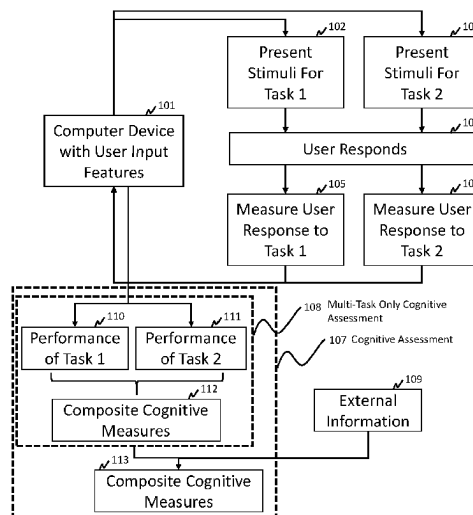 102
Present
Stimuli For
Task 1
Present
Stimuli For
Task 2
101
Computer Device
with User Input
Features
User Responds
105
Measure User
Response to
Task 1
Measure User
Response to
Task 2
110
Performance
of Task 1
111
Performance
of Task 2
108 Multi-Task Only Cognitive
Assessment
107 Cognitive Assessment
112
Composite Cognitive
Measures
109
External
Information
113
Composite Cognitive
Measures